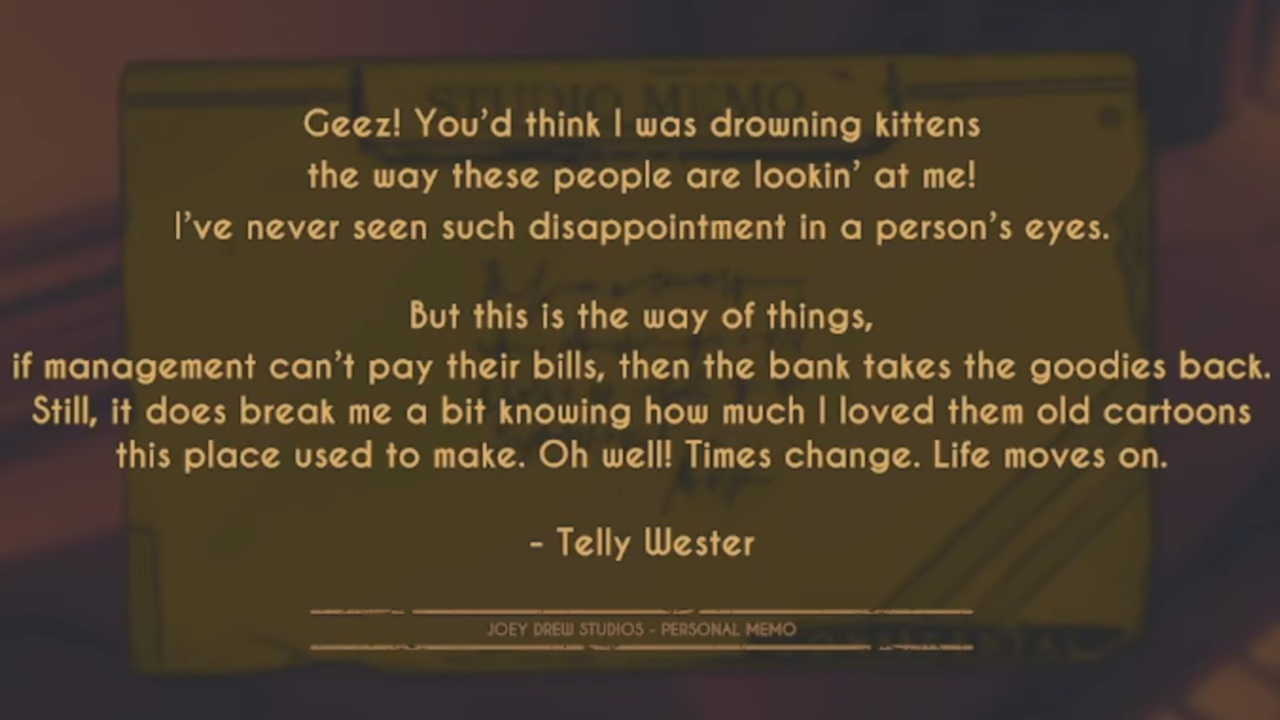 STUDIO MEMO
Geez! You'd think I was drowning kittens
the way these people are lookin' at me!
I've never seen such disappointment in a person's eyes.
But this is the way of things,
if management can't pay their bills, then the bank takes the goodies back.
Still, it does break me a bit knowing how much I loved them old cartoons
this place used to make. Oh well! Times change. Life moves on.
- Telly Wester
JOEY DREW STUDIOS - PERSONAL MEMO